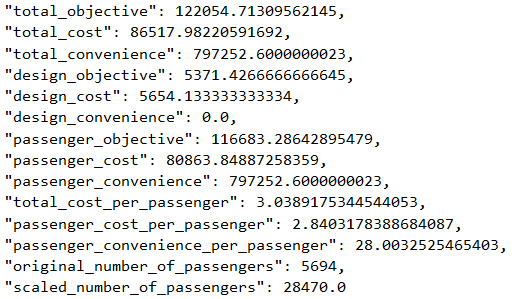 "total_objective": 122054.71309562145,
"total_cost": 86517.98220591692,
"total_convenience": 797252.6000000023,
"design_objective": 5371.4266666666645,
"design_cost": 5654.133333333334,
"design_convenience": 0.0,
"passenger_objective": 116683.28642895479,
"passenger_cost": 80863.84887258359,
"passenger_convenience": 797252.6000000023,
"total_cost_per_passenger": 3.0389175344544053,
"passenger_cost_per_passenger": 2.8403178388684087,
"passenger_convenience_per_passenger": 28.0032525465403,
"original_number_of_passengers": 5694,
"scaled_number_of_passengers": 28470.0